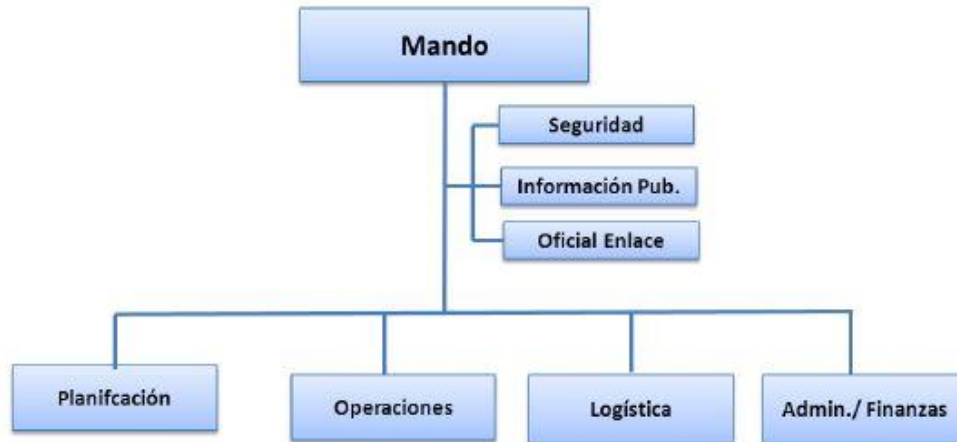 Mando
Seguridad
Información Pub.
Oficial Enlace
Planifcación
Operaciones
Logística
Admin./ Finanzas